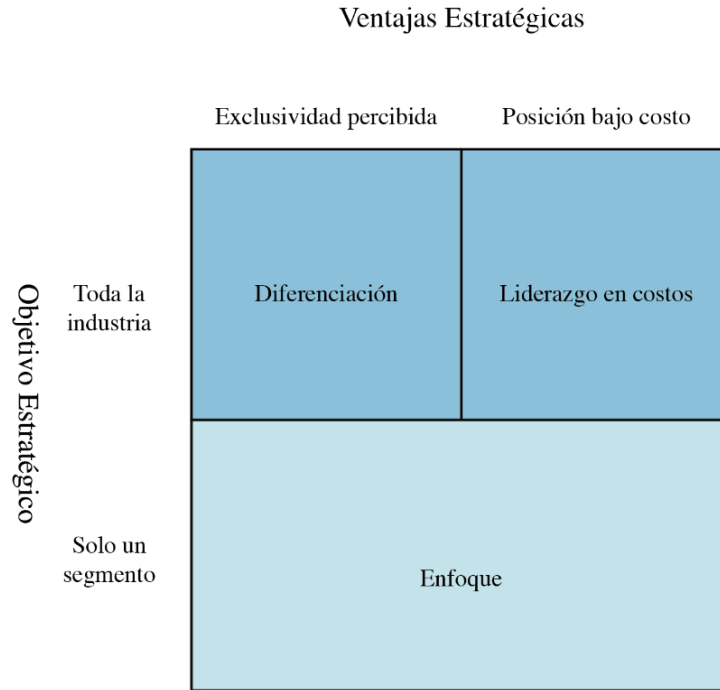 Ventajas Estratégicas
Exclusividad percibida
Posición bajo costo
Objetivo Estratégico
Toda la
industria
Diferenciación
Liderazgo en costos
Solo un
segmento
Enfoque